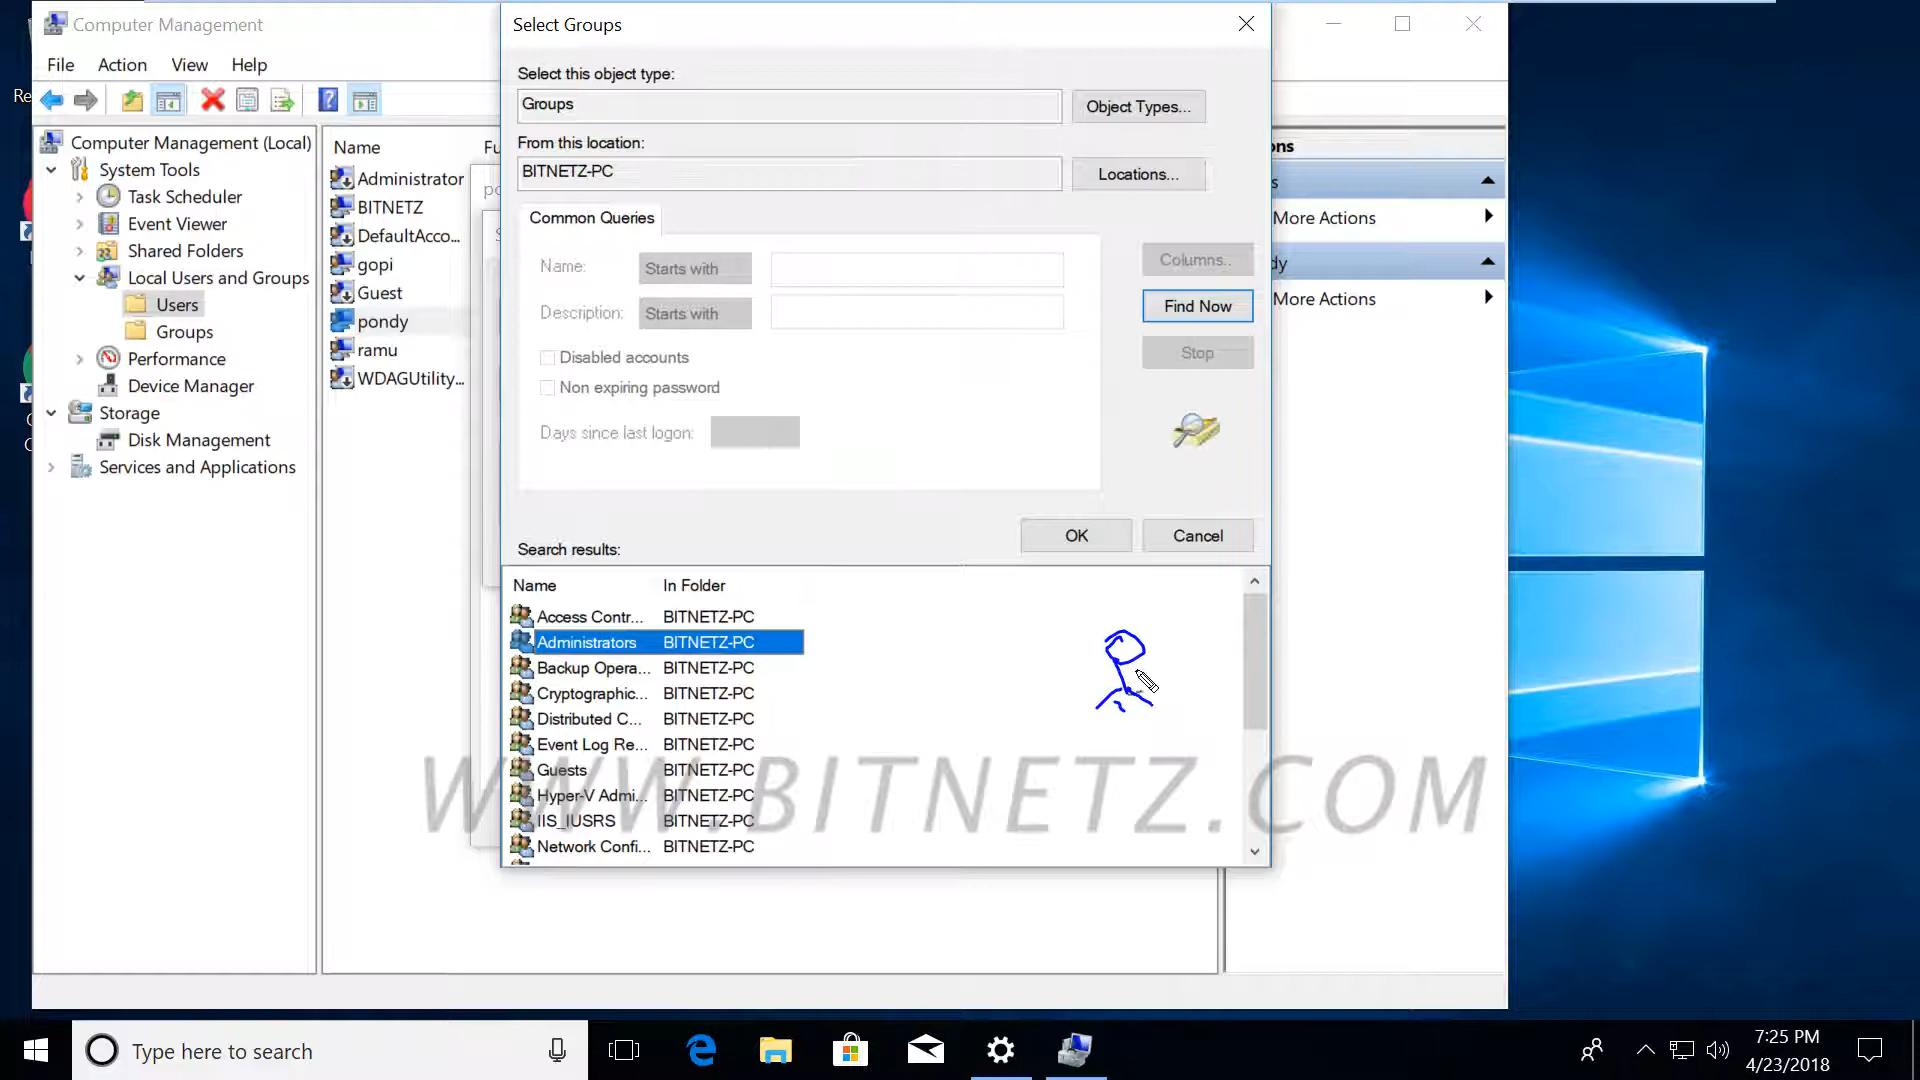 Computer Management
File Action View Help
Computer Management (Local)
System Tools
Task Scheduler
Event Viewer
Shared Folders
Local Users and Groups
Users
Groups
Performance
Device Manager
Storage
Disk Management
Services and Applications
Name Fu
Administrator
BITNETZ
DefaultAcco...
gopi
Guest
pondy
ramu
WDAGUtility...
Select Groups
Select this object type:
Groups
Object Types...
From this location:
BITNETZ-PC
Locations...
Common Queries
Name: Starts with
Description: Starts with
Disabled accounts
Non expiring password
Days since last logon:
Columns...
Find Now
Stop
OK Cancel
Search results:
Name In Folder
Access Contr... BITNETZ-PC
Administrators BITNETZ-PC
Backup Opera... BITNETZ-PC
Cryptographic... BITNETZ-PC
Distributed C... BITNETZ-PC
Event Log Re... BITNETZ-PC
Guests BITNETZ-PC
Hyper-V Admi... BITNETZ-PC
IIS_IUSRS BITNETZ-PC
Network Confi... BITNETZ-PC
ons
s
More Actions
dy
More Actions
WWW.BITNETZ.COM
Re
Type here to search
7:25 PM
4/23/2018